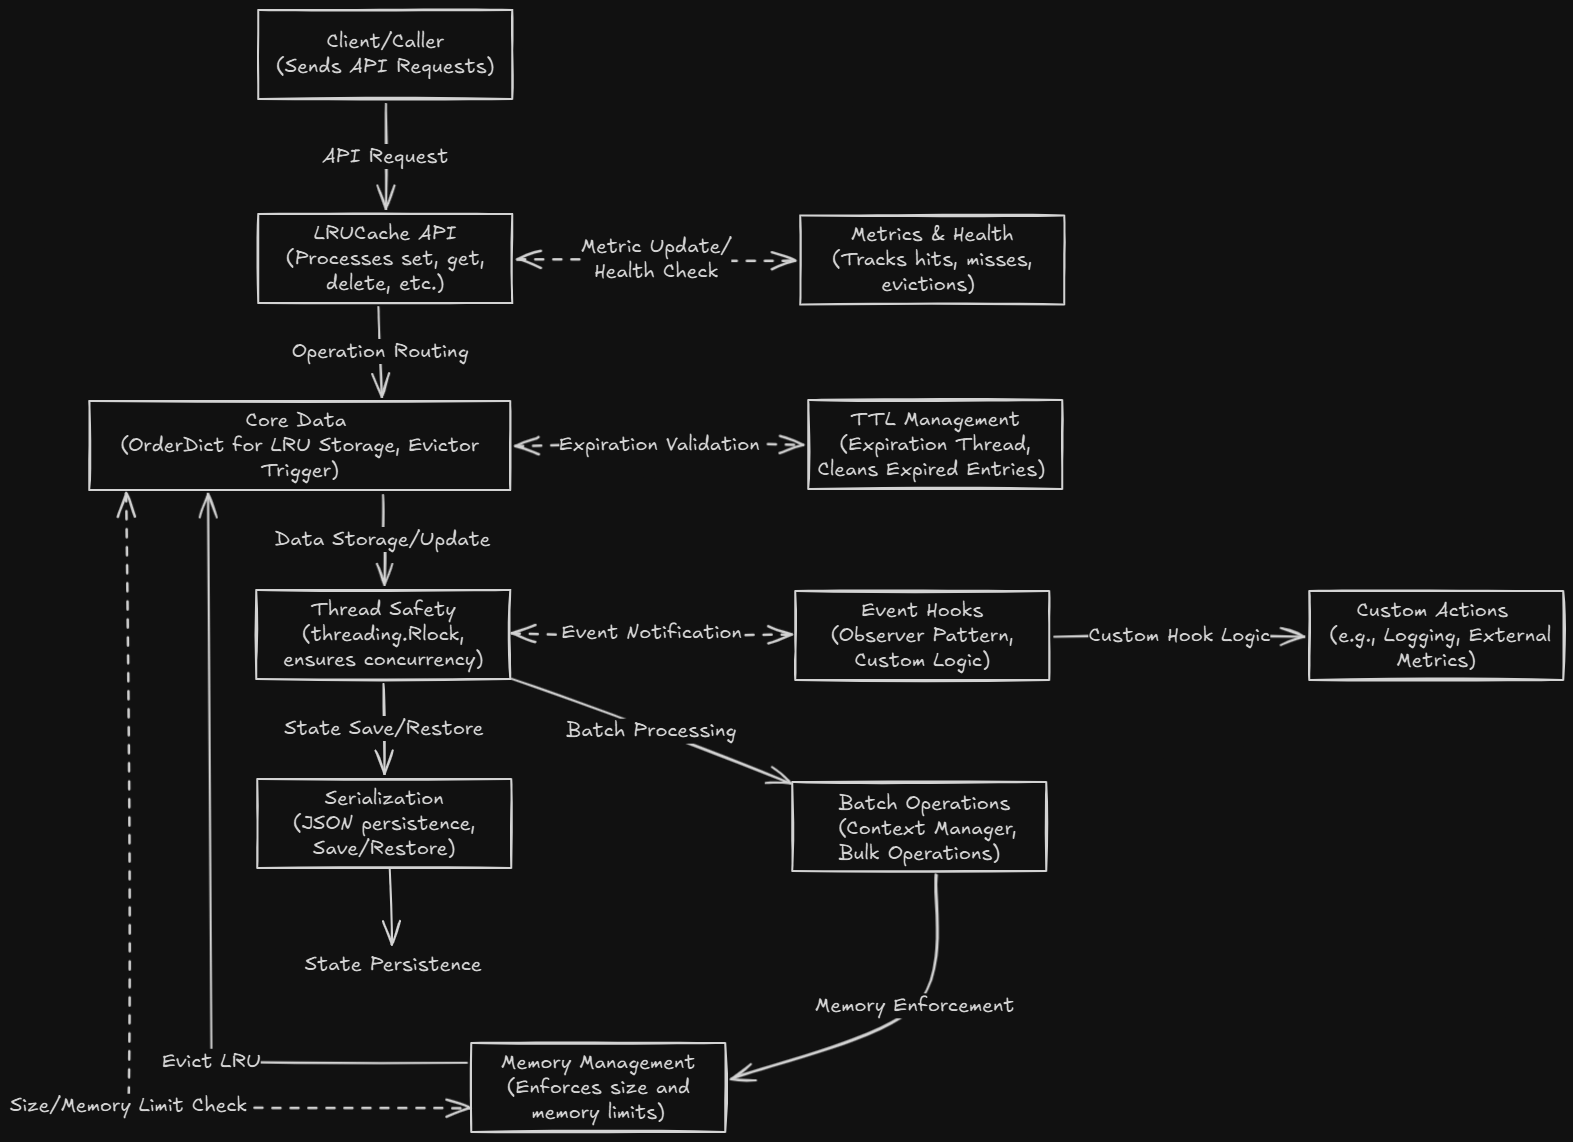 Client/Caller
(Sends API Requests)
API Request
LRUCache API
(Processes set, get,
delete, etc.)
Metric Update/
Health Check
Metrics & Health
(Tracks hits, misses,
evictions)
Operation Routing
Core Data
(OrderDict for LRU Storage, Evictor
Trigger)
Expiration Validation
TTL Management
(Expiration Thread,
Cleans Expired Entries)
Data Storage/Update
Thread Safety
(threading.Rlock,
ensures concurrency)
Event Notification
Event Hooks
(Observer Pattern,
Custom Logic)
Custom Hook Logic
Custom Actions
(e.g., Logging, External
Metrics)
State Save/Restore
Batch Processing
Serialization
(JSON persistence,
Save/Restore)
Batch Operations
(Context Manager,
Bulk Operations)
State Persistence
Memory Enforcement
Evict LRU
Memory Management
(Enforces size and
memory limits)
Size/Memory Limit Check